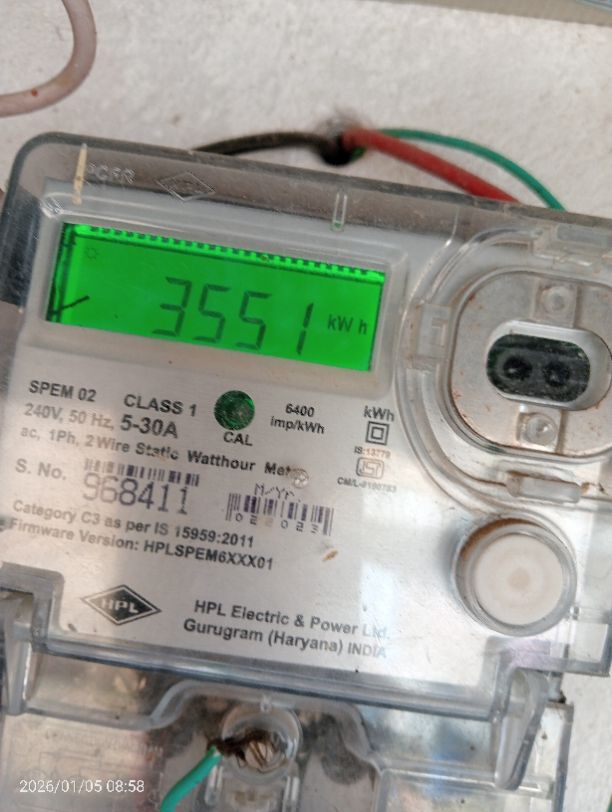 3551 kWh
SPEM 02 CLASS 1
240V, 50 Hz, 5-30A
CAL
6400
imp/kWh
kWh
ac, 1Ph, 2 Wire Static Watthour Meter
IS:13779
S. No. 968411
M/Yr.
022023
Category C3 as per IS 15959:2011
Firmware Version: HPLSPEM6XXX01
HPL
HPL Electric & Power Ltd.
Gurugram (Haryana) INDIA
2026/01/05 08:58